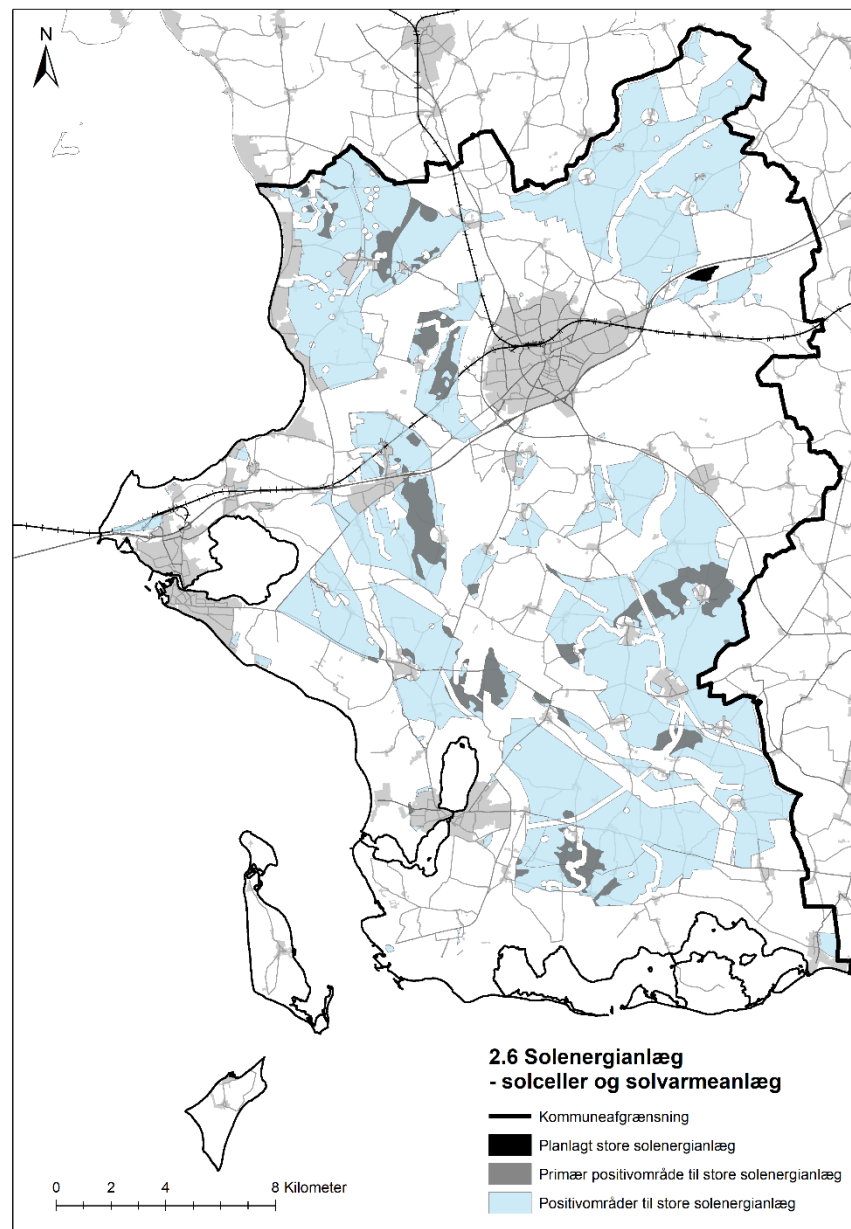 N
2.6 Solenergianlæg
- solceller og solvarmeanlæg
Kommuneafgrænsning
Planlagt store solenergianlæg
Primær positivområde til store solenergianlæg
Positivområder til store solenergianlæg
0 2 4 8 Kilometer